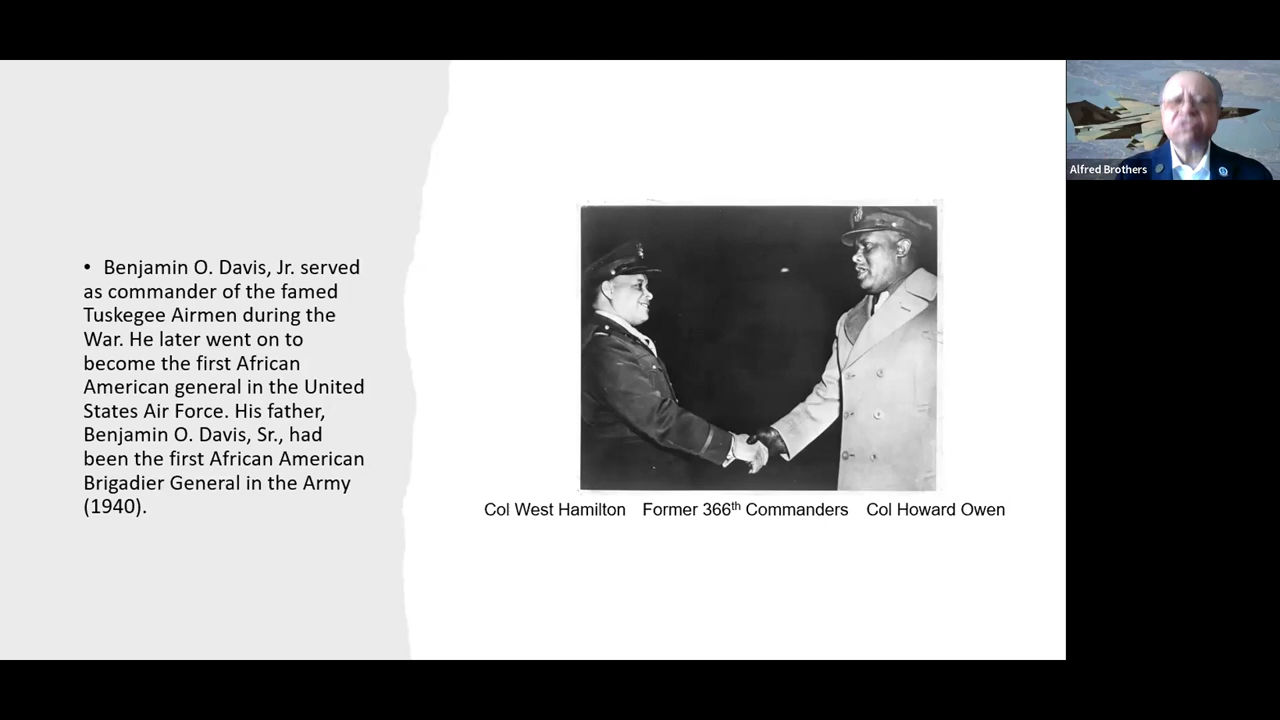 • Benjamin O. Davis, Jr. served
as commander of the famed
Tuskegee Airmen during the
War. He later went on to
become the first African
American general in the United
States Air Force. His father,
Benjamin O. Davis, Sr., had
been the first African American
Brigadier General in the Army
(1940).
Col West Hamilton Former 366th Commanders Col Howard Owen
Alfred Brothers